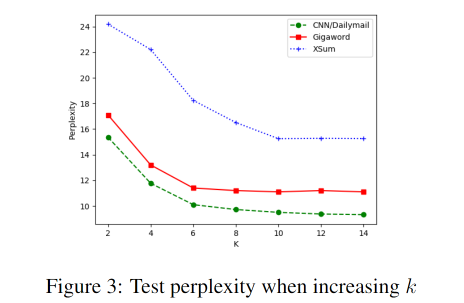 24
22
20
18
16
14
12
10
Perplexity
CNN/Dailymail
Gigaword
XSum
2 4 6 8 10 12 14
K
Figure 3: Test perplexity when increasing k